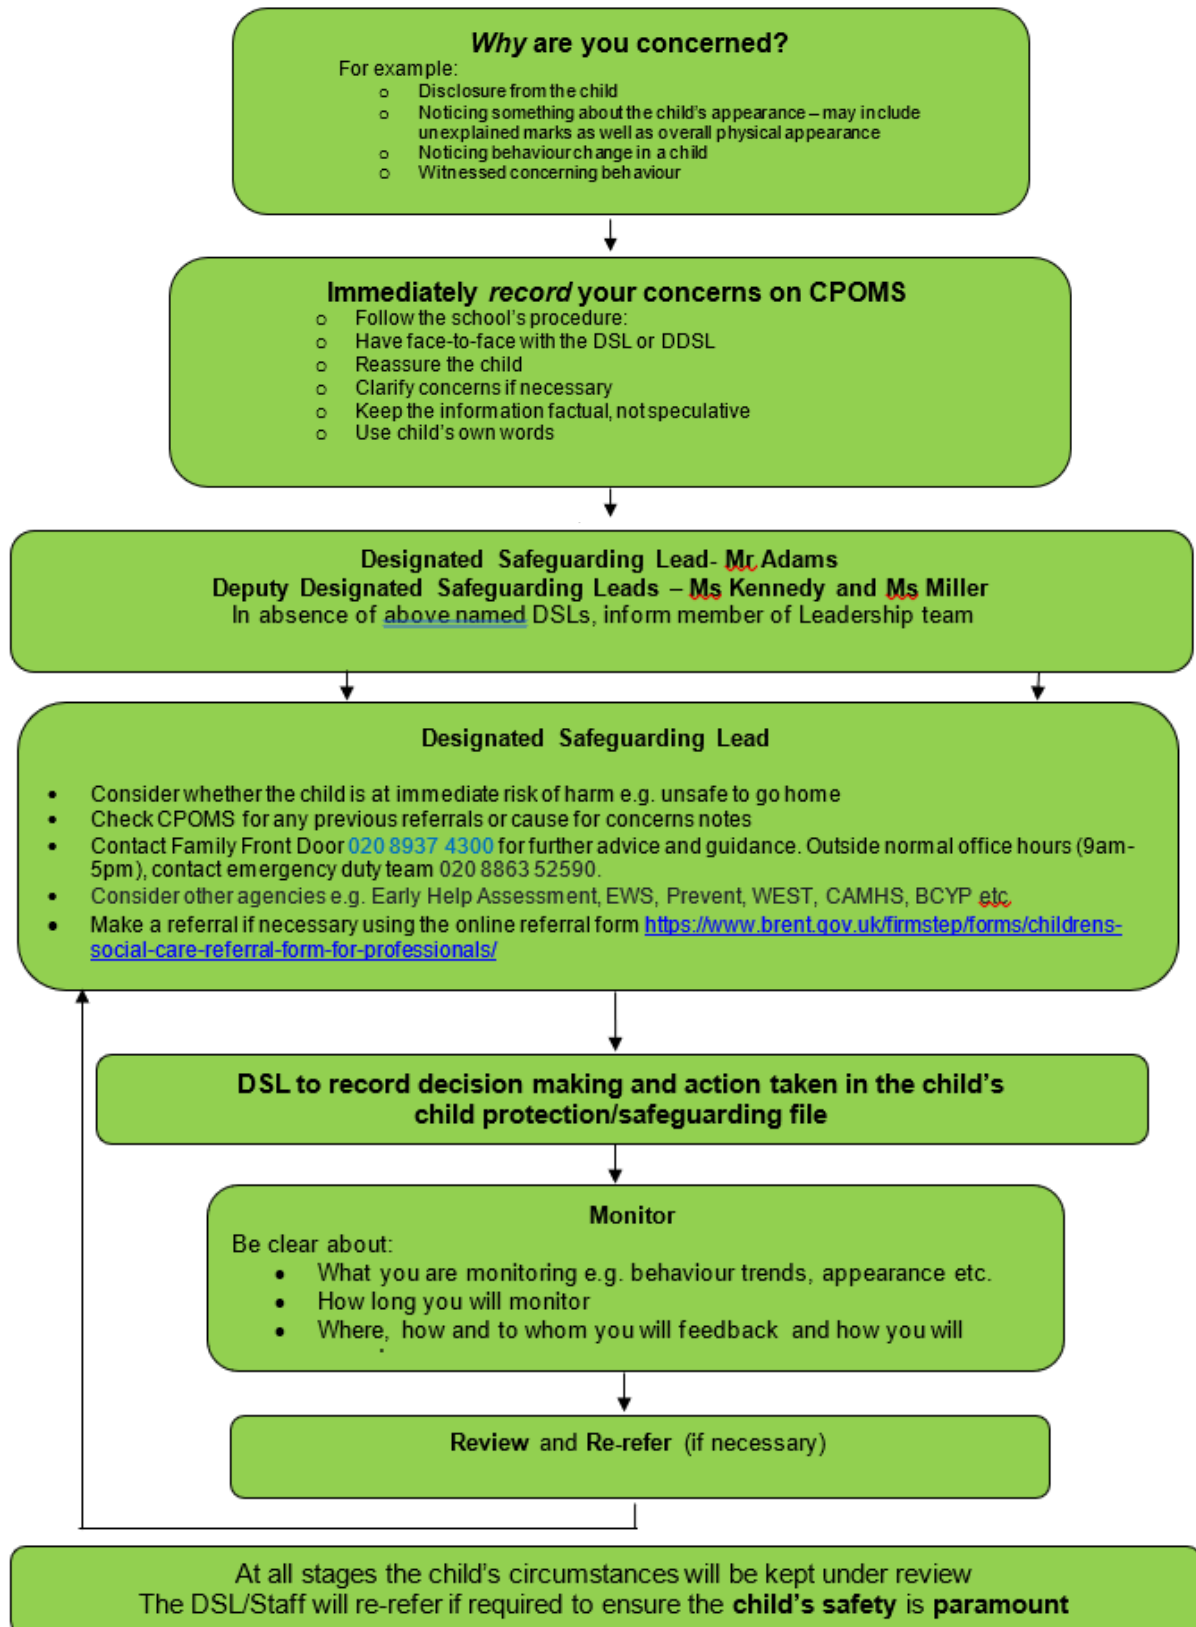 Why are you concerned?
For example:
o Disclosure from the child
o Noticing something about the child's appearance – may include
unexplained marks as well as overall physical appearance
o Noticing behaviour change in a child
o Witnessed concerning behaviour
Immediately record your concerns on CPOMS
o Follow the school's procedure:
o Have face-to-face with the DSL or DDSL
o Reassure the child
o Clarify concerns if necessary
o Keep the information factual, not speculative
o Use child's own words
Designated Safeguarding Lead- Mr Adams
Deputy Designated Safeguarding Leads – Ms Kennedy and Ms Miller
In absence of above named DSLs, inform member of Leadership team
Designated Safeguarding Lead
• Consider whether the child is at immediate risk of harm e.g. unsafe to go home
• Check CPOMS for any previous referrals or cause for concerns notes
• Contact Family Front Door 020 8937 4300 for further advice and guidance. Outside normal office hours (9am-
5pm), contact emergency duty team 020 8863 52590.
• Consider other agencies e.g. Early Help Assessment, EWS, Prevent, WEST, CAMHS, BCYP etc
• Make a referral if necessary using the online referral form https://www.brent.gov.uk/firmstep/forms/childrens-
social-care-referral-form-for-professionals/
DSL to record decision making and action taken in the child's
child protection/safeguarding file
Monitor
Be clear about:
• What you are monitoring e.g. behaviour trends, appearance etc.
• How long you will monitor
• Where, how and to whom you will feedback and how you will
Review and Re-refer (if necessary)
At all stages the child's circumstances will be kept under review
The DSL/Staff will re-refer if required to ensure the child's safety is paramount